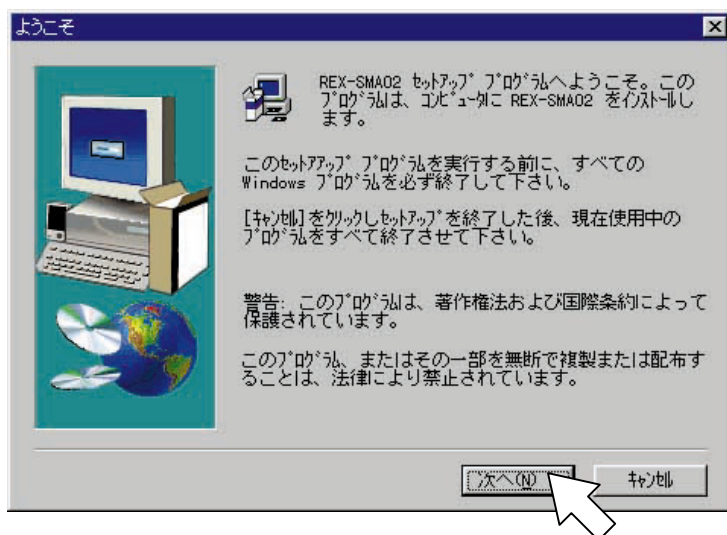 ようこそ
REX-SMA02 ｾｯﾄｱｯﾌﾟ ﾌﾟﾛｸﾞﾗﾑへようこそ。この
ﾌﾟﾛｸﾞﾗﾑは、ｺﾝﾋﾟｭｰﾀに REX-SMA02 をｲﾝｽﾄｰﾙし
ます。
このｾｯﾄｱｱｯﾌﾟ ﾌﾟﾛｸﾞﾗﾑを実行する前に、すべての
Windows ﾌﾟﾛｸﾞﾗﾑを必ず終了して下さい。
[ｷｬﾝｾﾙ]をｸﾘｯｸしｾｯﾄｱｯﾌﾟを終了した後、現在使用中の
ﾌﾟﾛｸﾞﾗﾑをすべて終了させて下さい。
警告: このﾌﾟﾛｸﾞﾗﾑは、著作権法および国際条約によって
保護されています。
このﾌﾟﾛｸﾞﾗﾑ、またはその一部を無断で複製または配布す
ることは、法律により禁止されています。
次へ(N)
ｷｬﾝｾﾙ